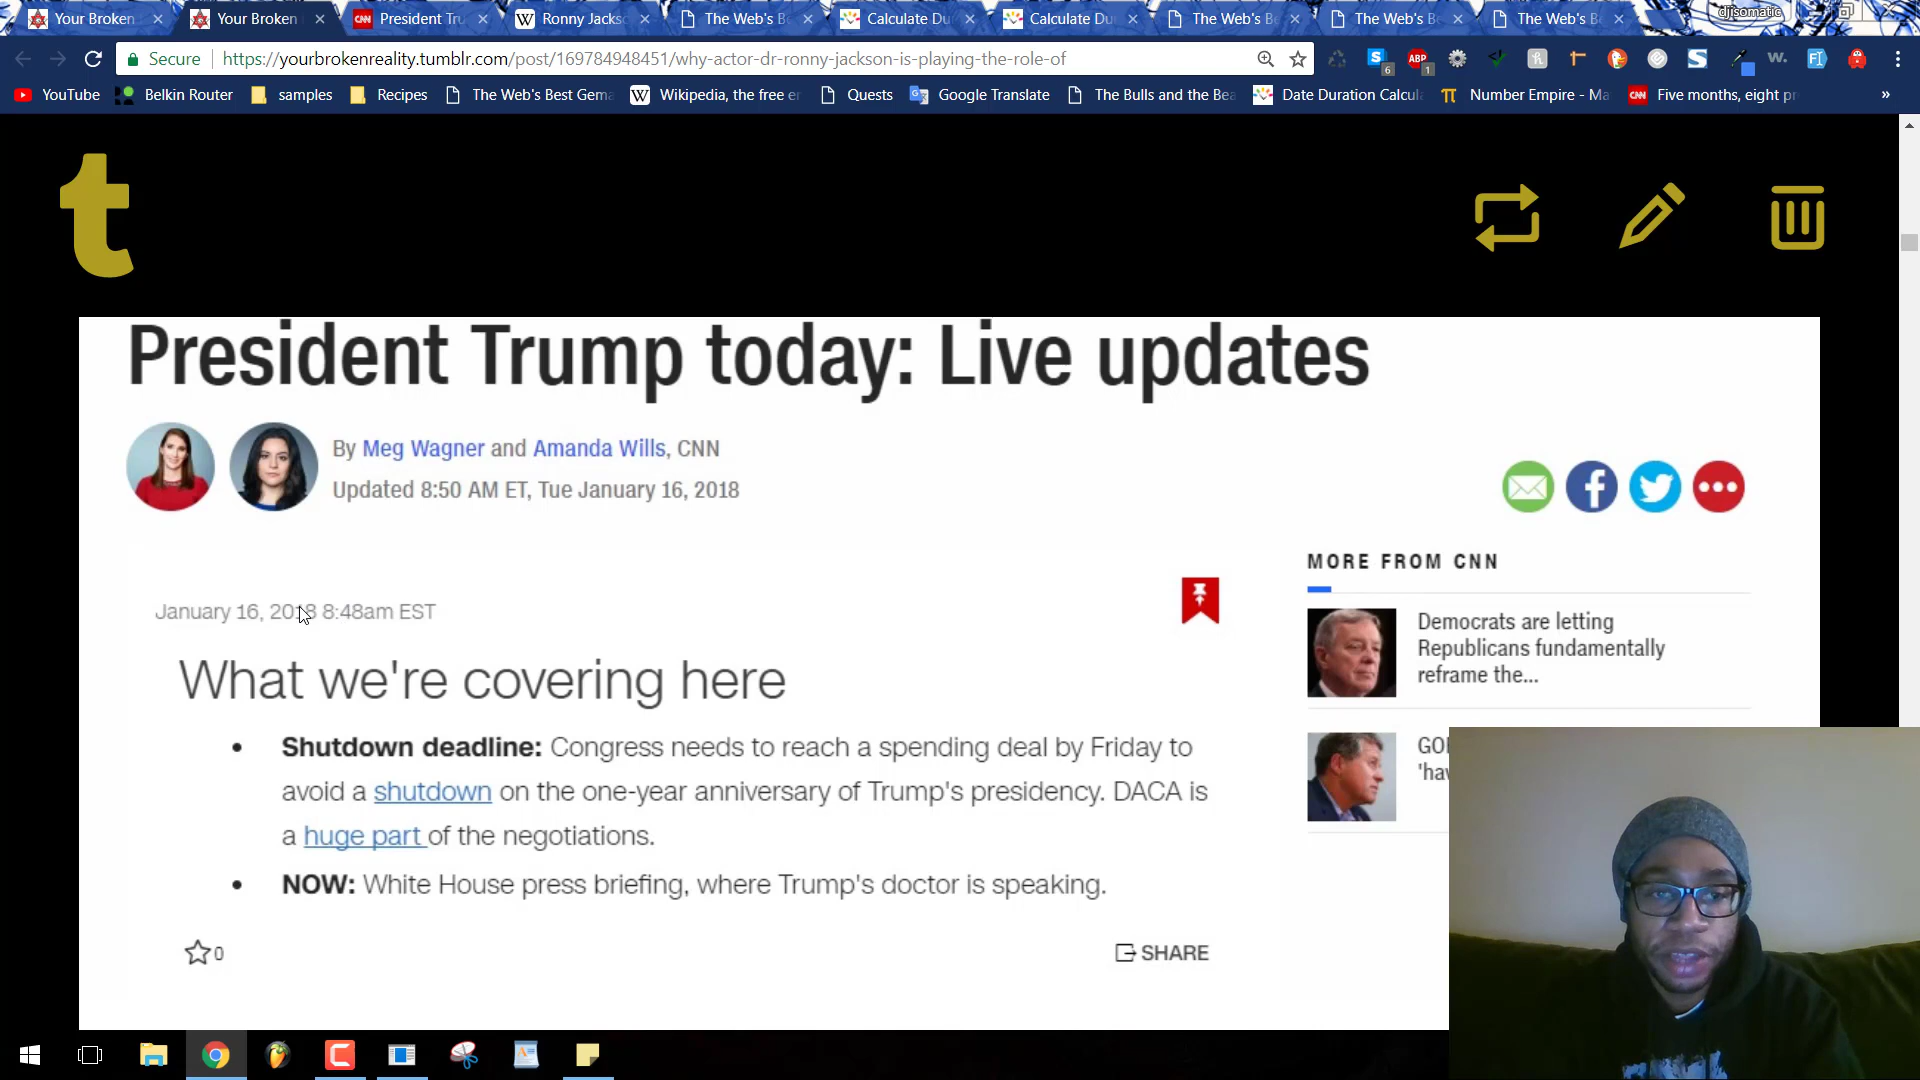 Your Broken
Your Broken
President Tru
Ronny Jackso
The Web's Be
Calculate Du
Calculate Du
The Web's Be
The Web's B
The Web's B
djisomatic
Secure
https://yourbrokenreality.tumblr.com/post/169784948451/why-actor-dr-ronny-jackson-is-playing-the-role-of
YouTube
Belkin Router
samples
Recipes
The Web's Best Gema
Wikipedia, the free e
Quests
Google Translate
The Bulls and the Bea
Date Duration Calcul
Number Empire - Ma
Five months, eight pr
President Trump today: Live updates
By Meg Wagner and Amanda Wills, CNN
Updated 8:50 AM ET, Tue January 16, 2018
MORE FROM CNN
January 16, 2018 8:48am EST
Democrats are letting
Republicans fundamentally
reframe the...
What we're covering here
• Shutdown deadline: Congress needs to reach a spending deal by Friday to
avoid a shutdown on the one-year anniversary of Trump's presidency. DACA is
a huge part of the negotiations.
• NOW: White House press briefing, where Trump's doctor is speaking.
0
SHARE